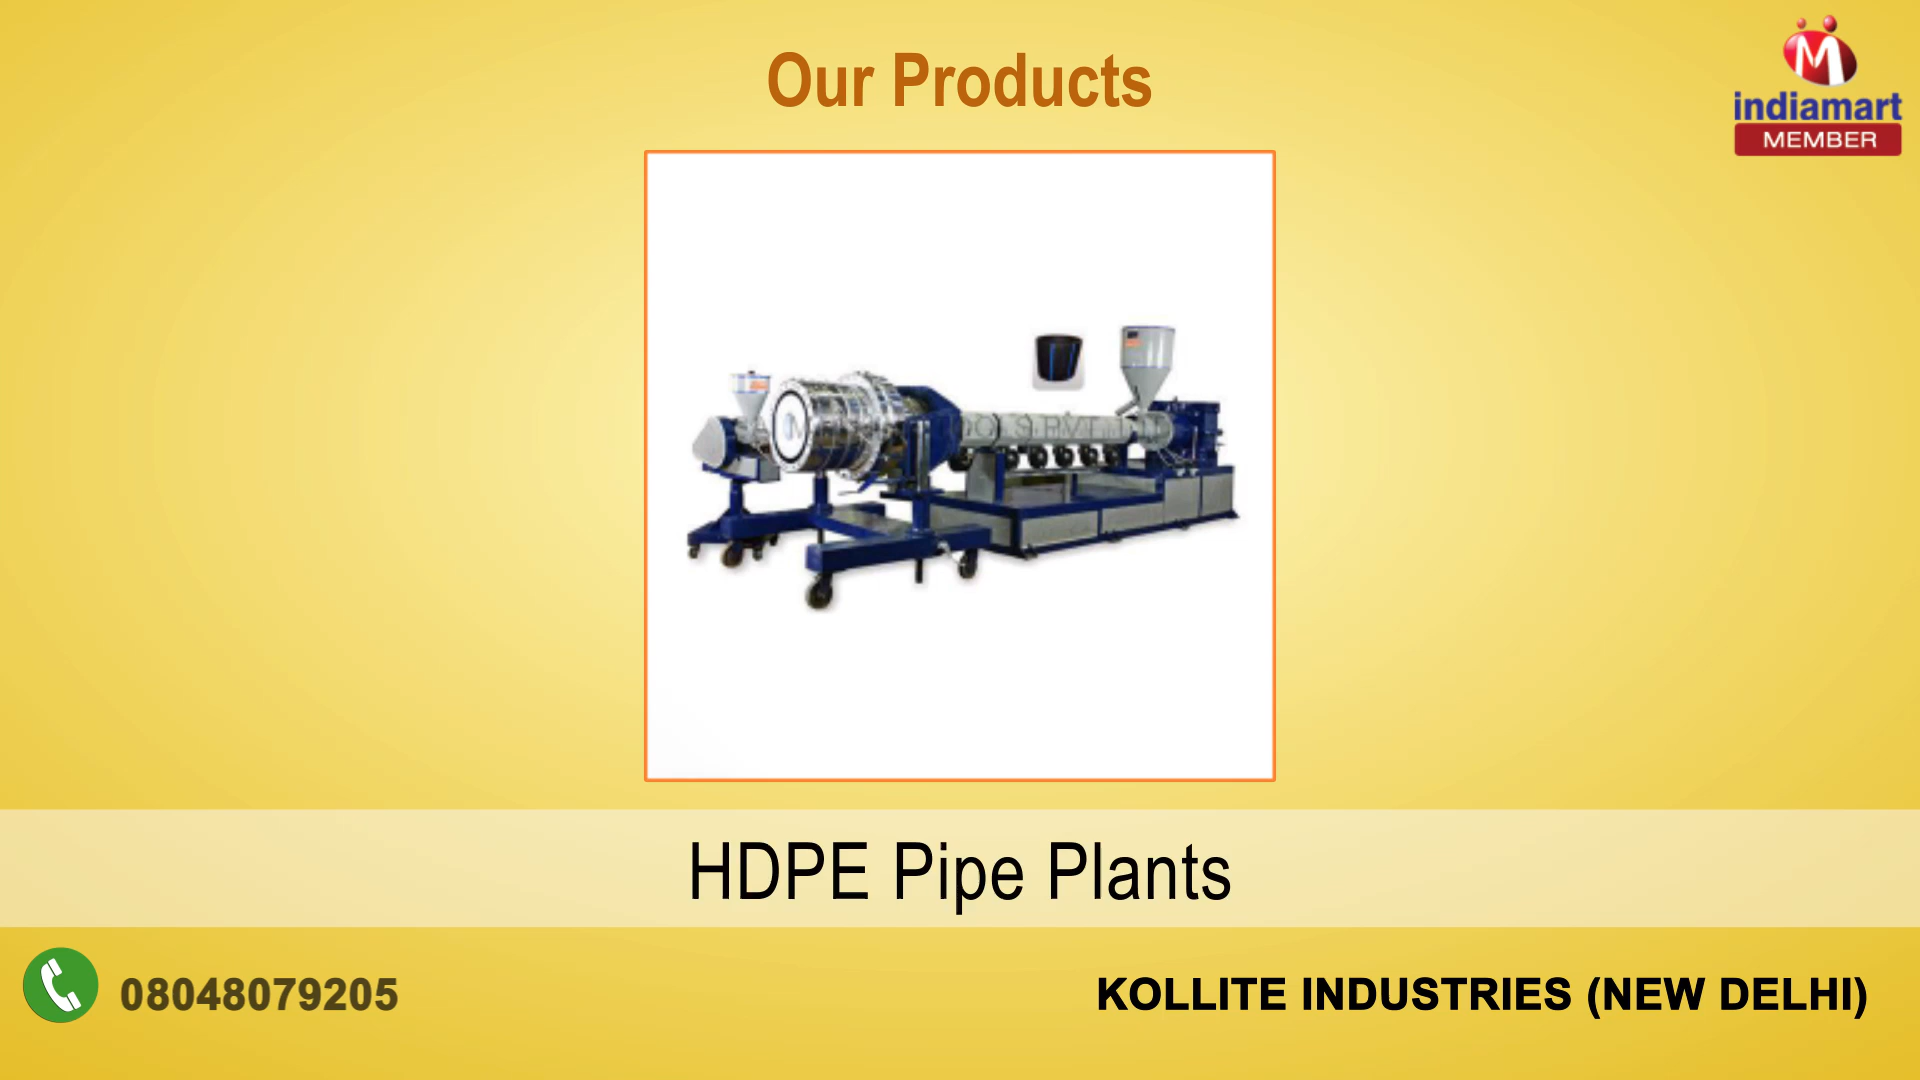 Our Products
indiamart
MEMBER
HDPE Pipe Plants
08048079205
KOLLITE INDUSTRIES (NEW DELHI)